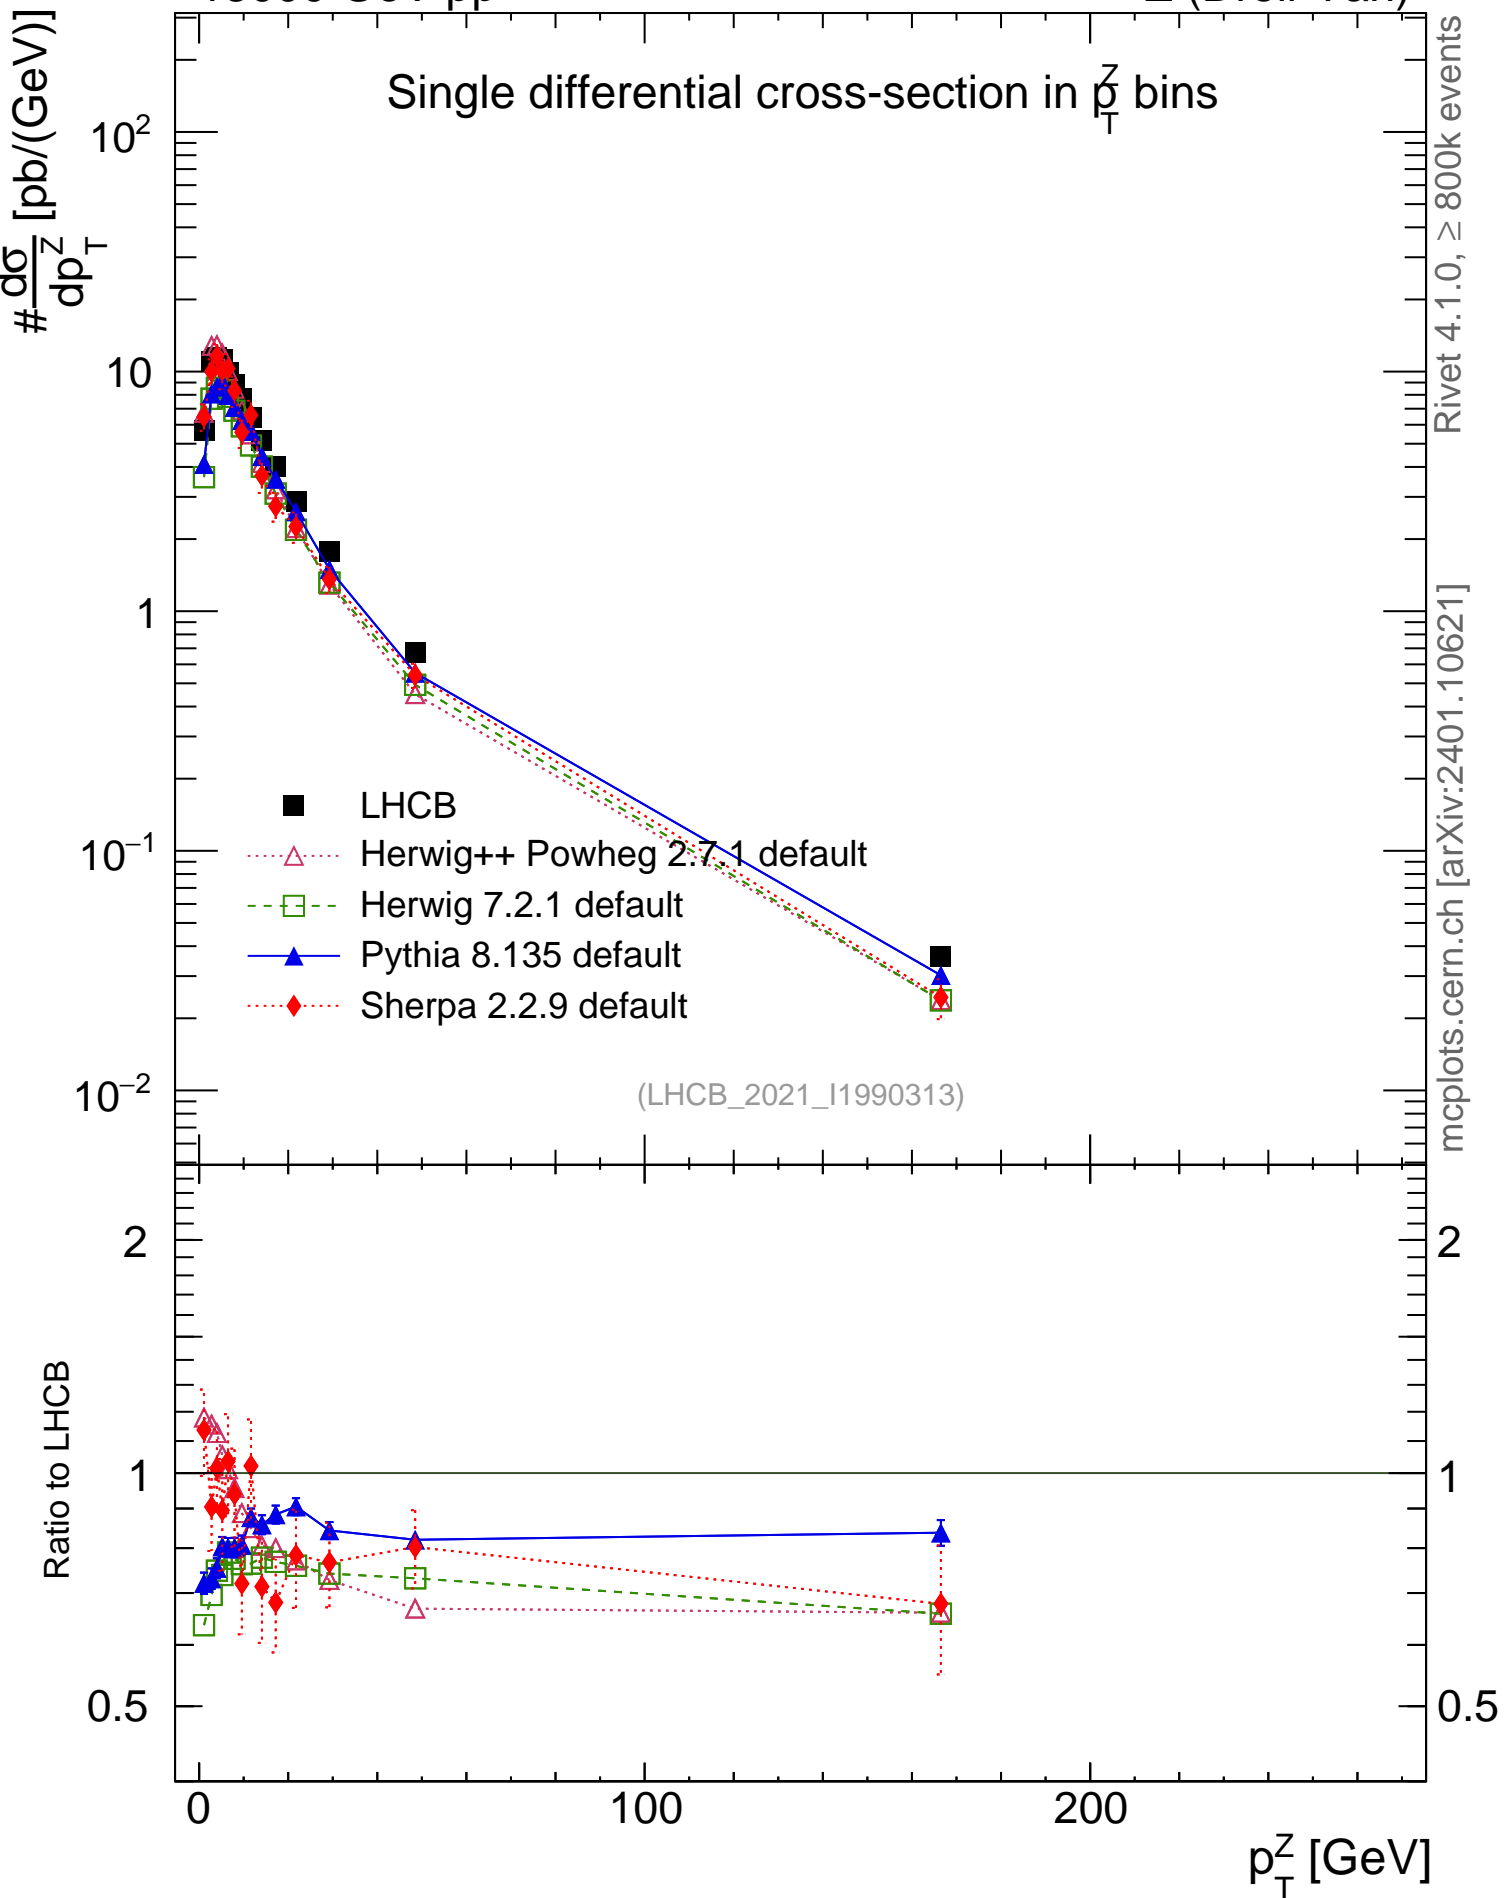 Single differential cross-section in p_T^Z bins
# dσ/dp_T^Z [pb/(GeV)]
10^2
10
1
10^−1
10^−2
LHCB
Herwig++ Powheg 2.7.1 default
Herwig 7.2.1 default
Pythia 8.135 default
Sherpa 2.2.9 default
(LHCB_2021_I1990313)
Rivet 4.1.0, ≥ 800k events
mcplots.cern.ch [arXiv:2401.10621]
Ratio to LHCB
2
1
0.5
2
1
0.5
0
100
200
p_T^Z [GeV]